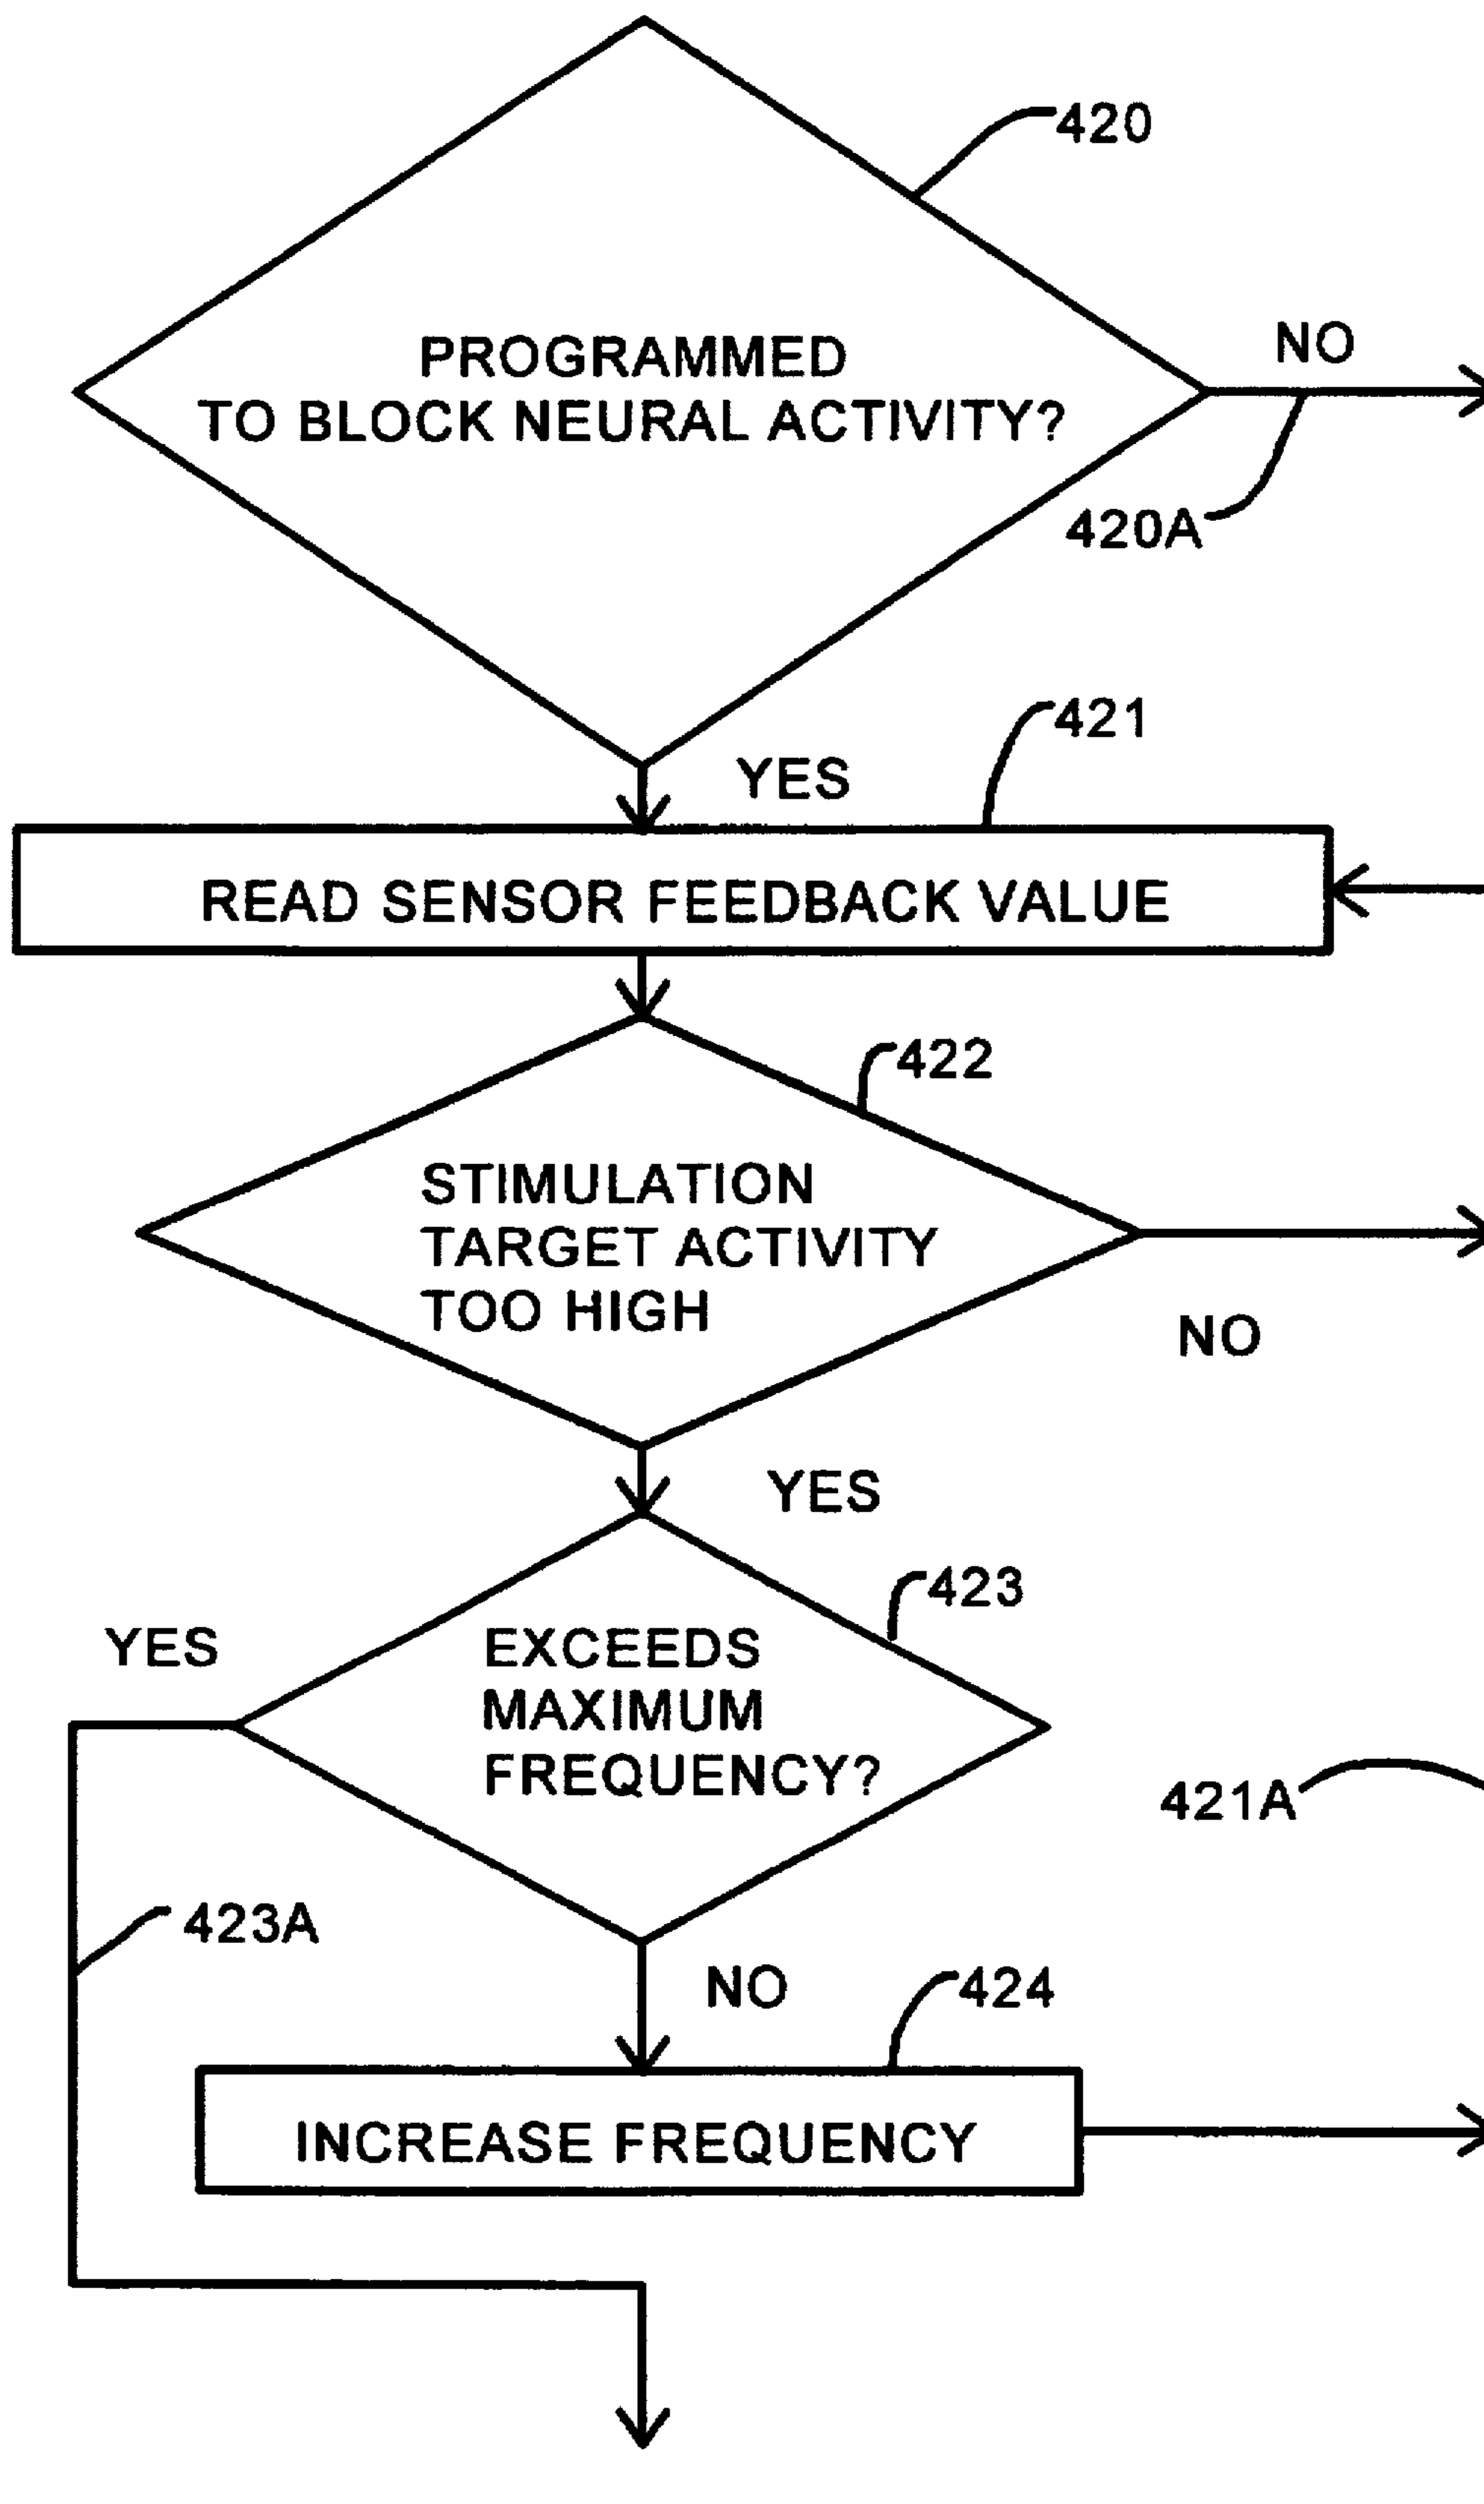 420
PROGRAMMED
TO BLOCK NEURAL ACTIVITY?
NO
420A
421
YES
READ SENSOR FEEDBACK VALUE
422
STIMULATION
TARGET ACTIVITY
TOO HIGH
NO
YES
423
YES
EXCEEDS
MAXIMUM
FREQUENCY?
421A
423A
NO
424
INCREASE FREQUENCY